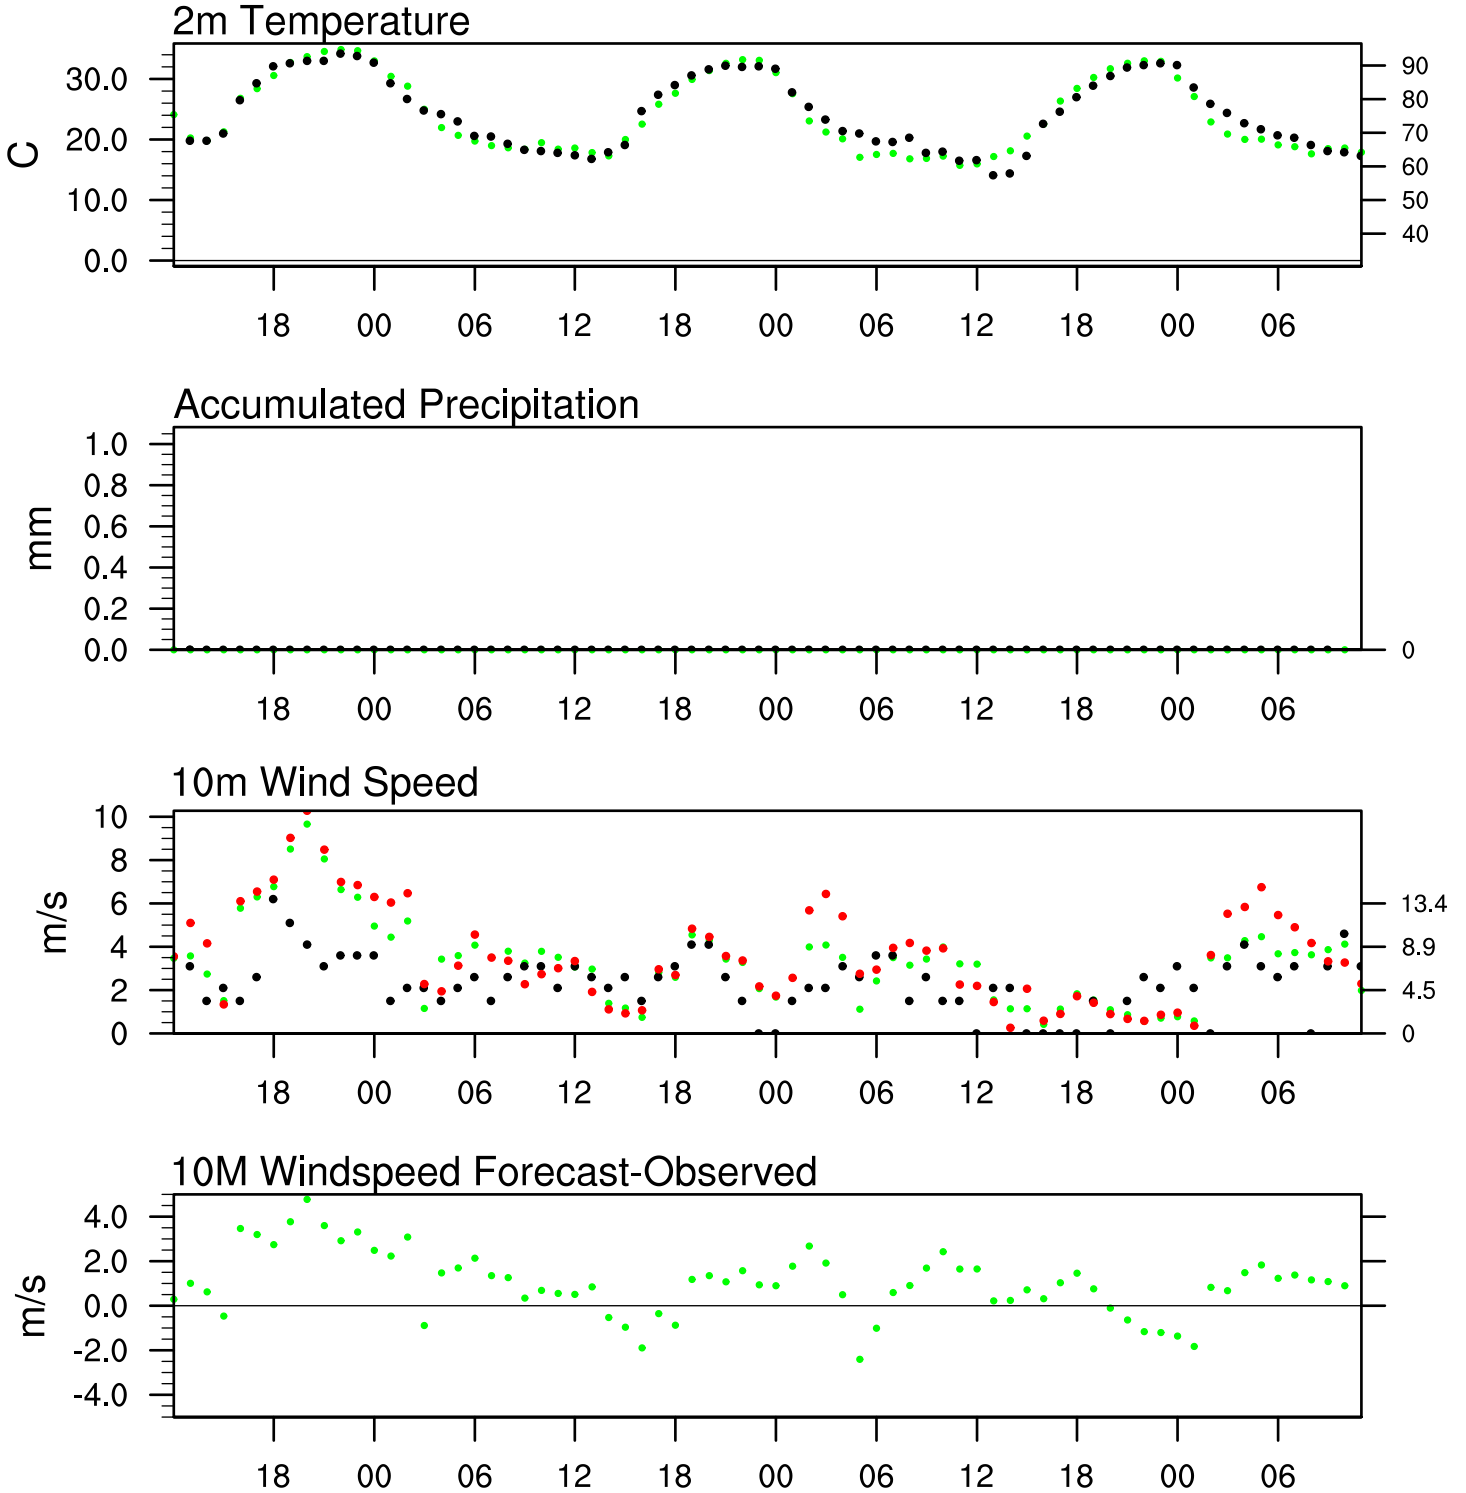 2m Temperature
C
30.0
20.0
10.0
0.0
90
80
70
60
50
40
18 00 06 12 18 00 06 12 18 00 06
Accumulated Precipitation
mm
1.0
0.8
0.6
0.4
0.2
0.0
0
18 00 06 12 18 00 06 12 18 00 06
10m Wind Speed
m/s
10
8
6
4
2
0
13.4
8.9
4.5
0
18 00 06 12 18 00 06 12 18 00 06
10M Windspeed Forecast-Observed
m/s
4.0
2.0
0.0
-2.0
-4.0
18 00 06 12 18 00 06 12 18 00 06